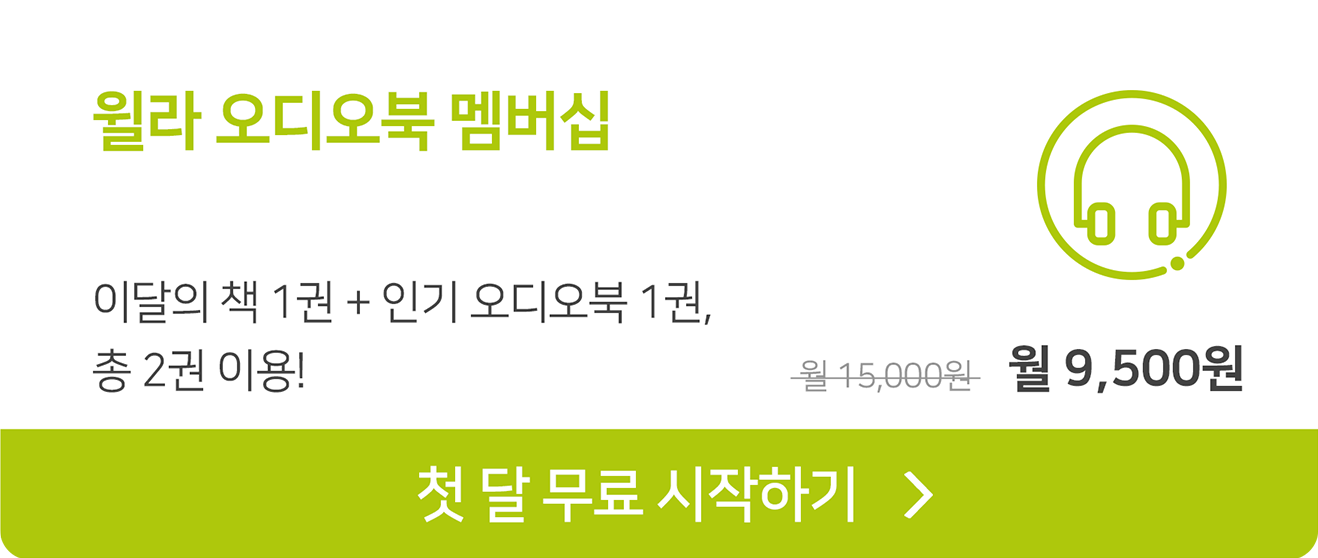 윌라 오디오북 멤버십
이달의 책 1권 + 인기 오디오북 1권,
총 2권 이용!
월 15,000원 월 9,500원
첫 달 무료 시작하기